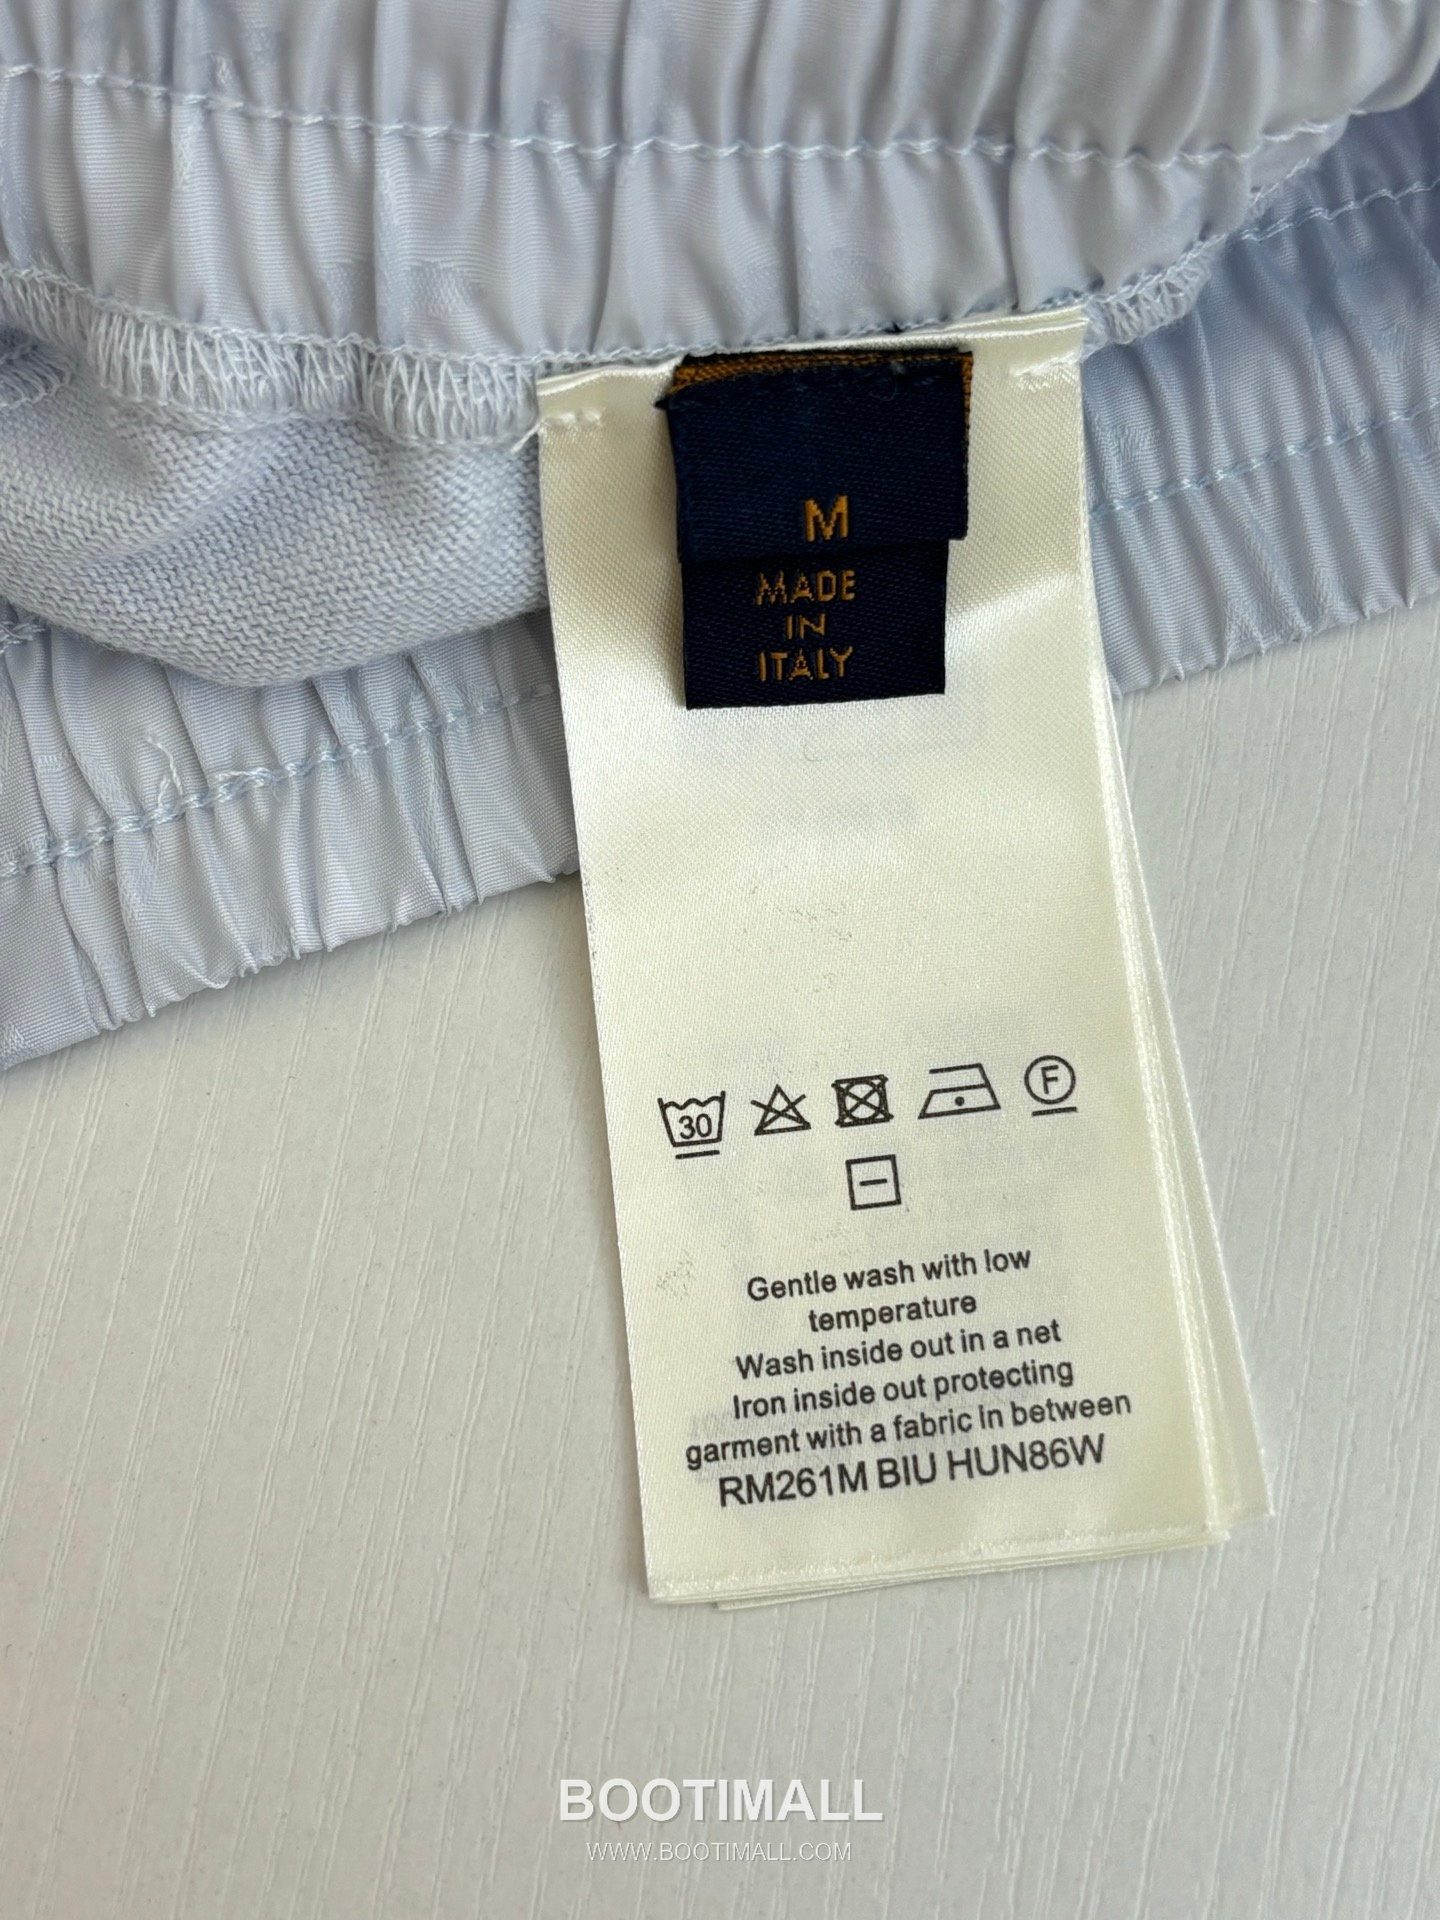 M
MADE
IN
ITALY
30
F
Gentle wash with low
temperature
Wash inside out in a net
Iron inside out protecting
garment with a fabric in between
RM261M BIU HUN86W
BOOTIMALL
WWW.BOOTIMALL.COM